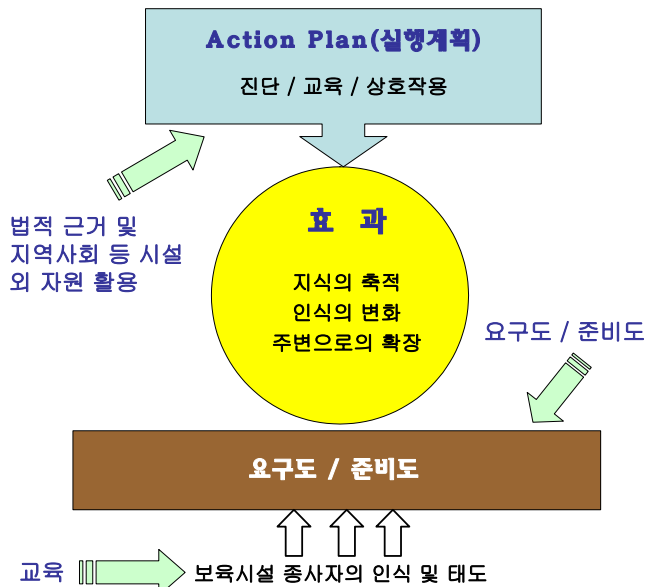 Action Plan(실행계획)
진단 / 교육 / 상호작용
법적 근거 및
지역사회 등 시설
외 자원 활용
효 과
지식의 축적
인식의 변화
주변으로의 확장
요구도 / 준비도
요구도 / 준비도
교육
보육시설 종사자의 인식 및 태도